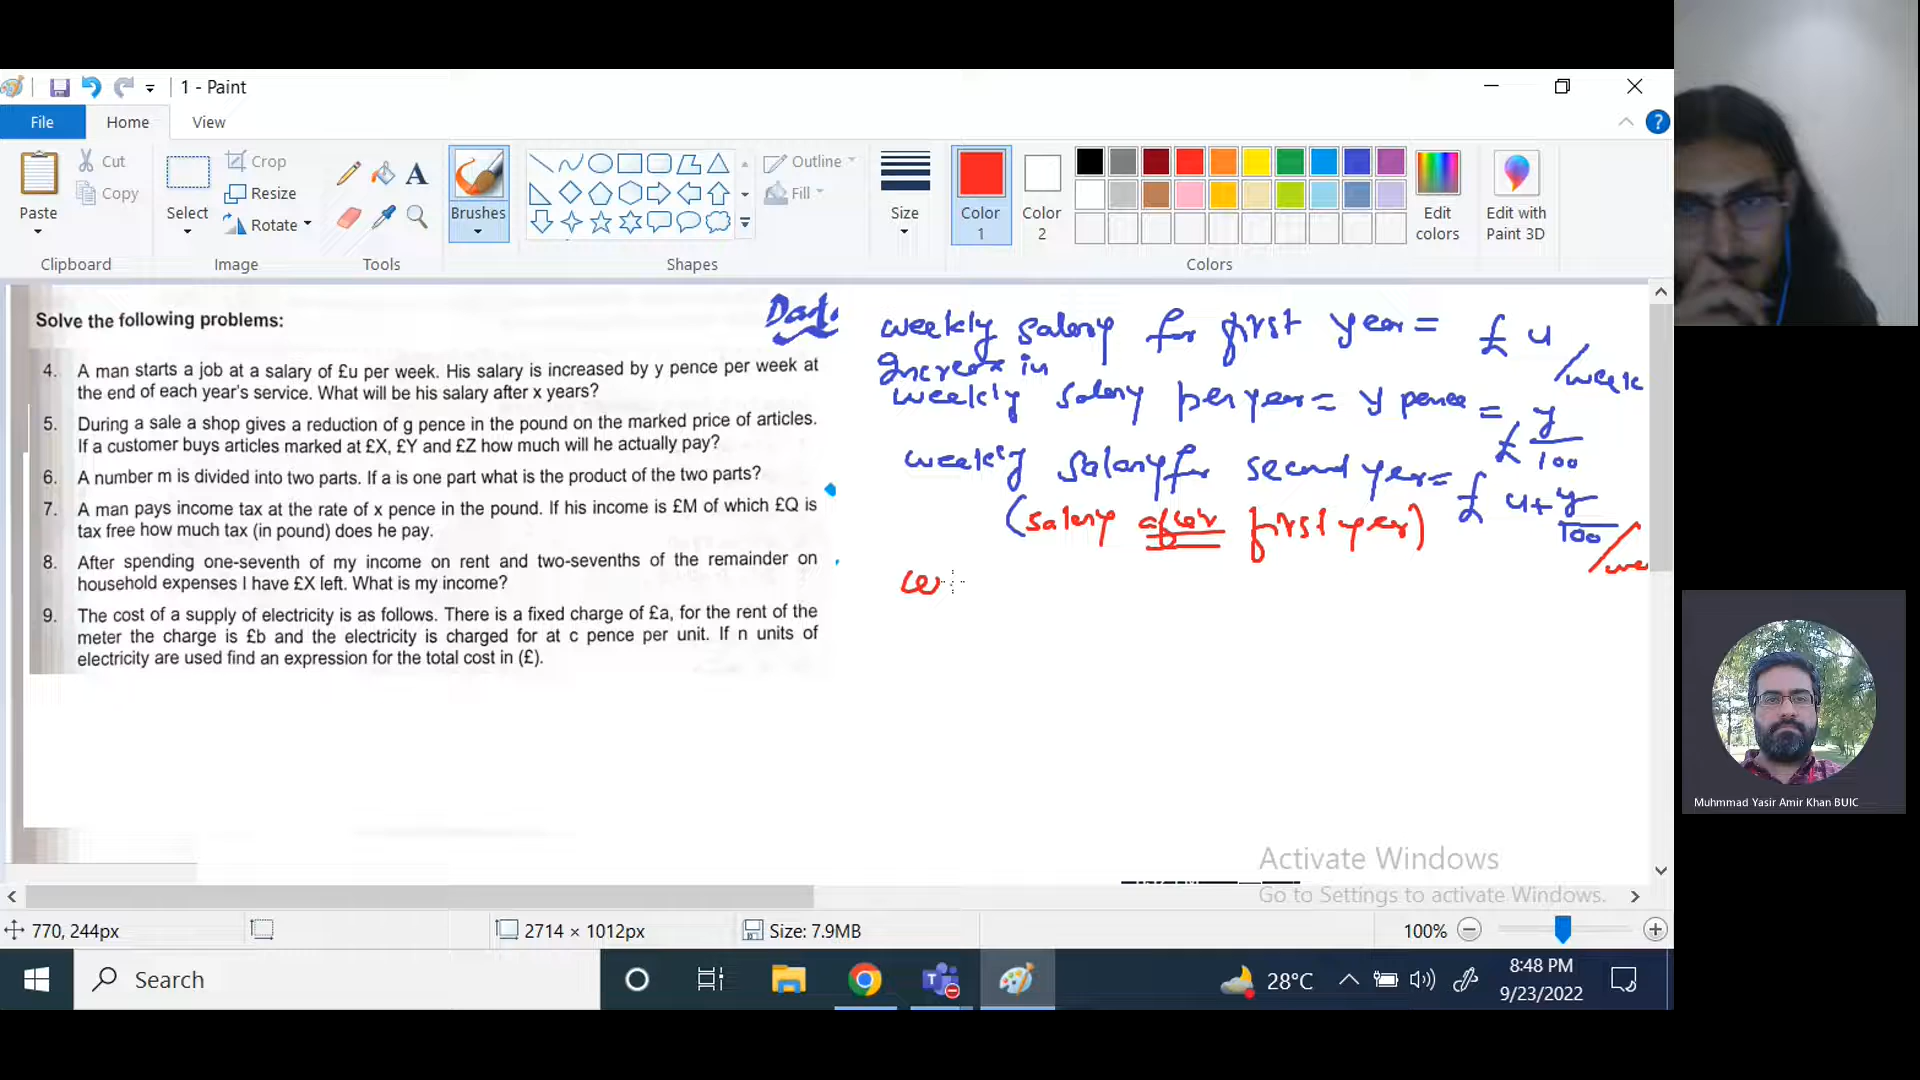 1 - Paint
File Home View
Paste Cut Copy Clipboard
Select Crop Resize Rotate Image
Tools
Brushes
Shapes
Outline Fill
Size
Color 1 Color 2
Colors
Edit colors
Edit with Paint 3D
Solve the following problems:
4. A man starts a job at a salary of £u per week. His salary is increased by y pence per week at
the end of each year's service. What will be his salary after x years?
5. During a sale a shop gives a reduction of g pence in the pound on the marked price of articles.
If a customer buys articles marked at £X, £Y and £Z how much will he actually pay?
6. A number m is divided into two parts. If a is one part what is the product of the two parts?
7. A man pays income tax at the rate of x pence in the pound. If his income is £M of which £Q is
tax free how much tax (in pound) does he pay.
8. After spending one-seventh of my income on rent and two-sevenths of the remainder on
household expenses I have £X left. What is my income?
9. The cost of a supply of electricity is as follows. There is a fixed charge of £a, for the rent of the
meter the charge is £b and the electricity is charged for at c pence per unit. If n units of
electricity are used find an expression for the total cost in (£).
weekly salary for first year = £ u /week
Increase in
weekly salary per year = y pence = £ y/100
weekly salary for second year = £ u + y/100
(salary after first year)
Activate Windows
Go to Settings to activate Windows.
770, 244px
2714 × 1012px
Size: 7.9MB
100%
Search
28°C
8:48 PM
9/23/2022
Muhmmad Yasir Amir Khan BUIC